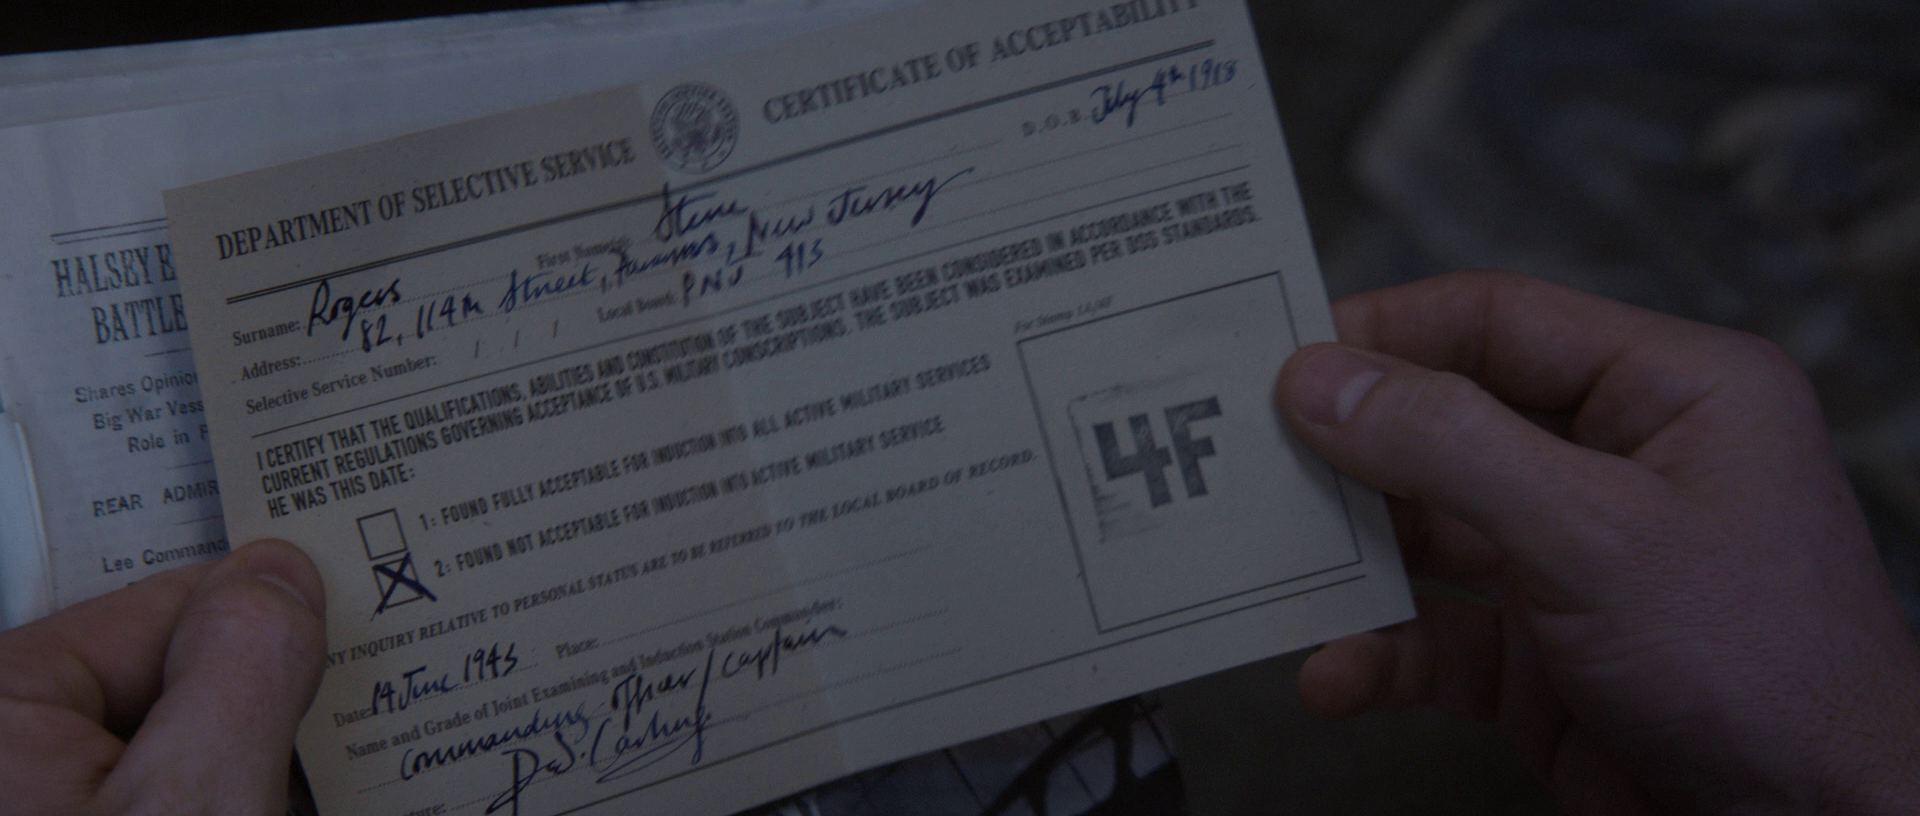 DEPARTMENT OF SELECTIVE SERVICE CERTIFICATE OF ACCEPTABILITY
D.O.B. July 4th 1918
Surname: Rogers First Name: Steve
Address: 82, 114th Street, Paramus, New Jersey
Selective Service Number: / / / Local Board: PNJ 413
I CERTIFY THAT THE QUALIFICATIONS, ABILITIES AND CONSTITUTION OF THE SUBJECT HAVE BEEN CONSIDERED IN ACCORDANCE WITH THE
CURRENT REGULATIONS GOVERNING ACCEPTANCE OF U.S. MILITARY CONSCRIPTIONS. THE SUBJECT WAS EXAMINED PER DSS STANDARDS.
HE WAS THIS DATE:
For Stamp
1: FOUND FULLY ACCEPTABLE FOR INDUCTION INTO ALL ACTIVE MILITARY SERVICES
X 2: FOUND NOT ACCEPTABLE FOR INDUCTION INTO ACTIVE MILITARY SERVICE
4F
NY INQUIRY RELATIVE TO PERSONAL STATUS ARE TO BE REFERRED TO THE LOCAL BOARD OF RECORD.
Date: 14 June 1943 Place:
Name and Grade of Joint Examining and Induction Station Commander:
Commanding Officer / Captain
ture:
HALSEY
BATTLE
Shares Opinion
Big War Vess
Role in
REAR ADMIR
Lee Command